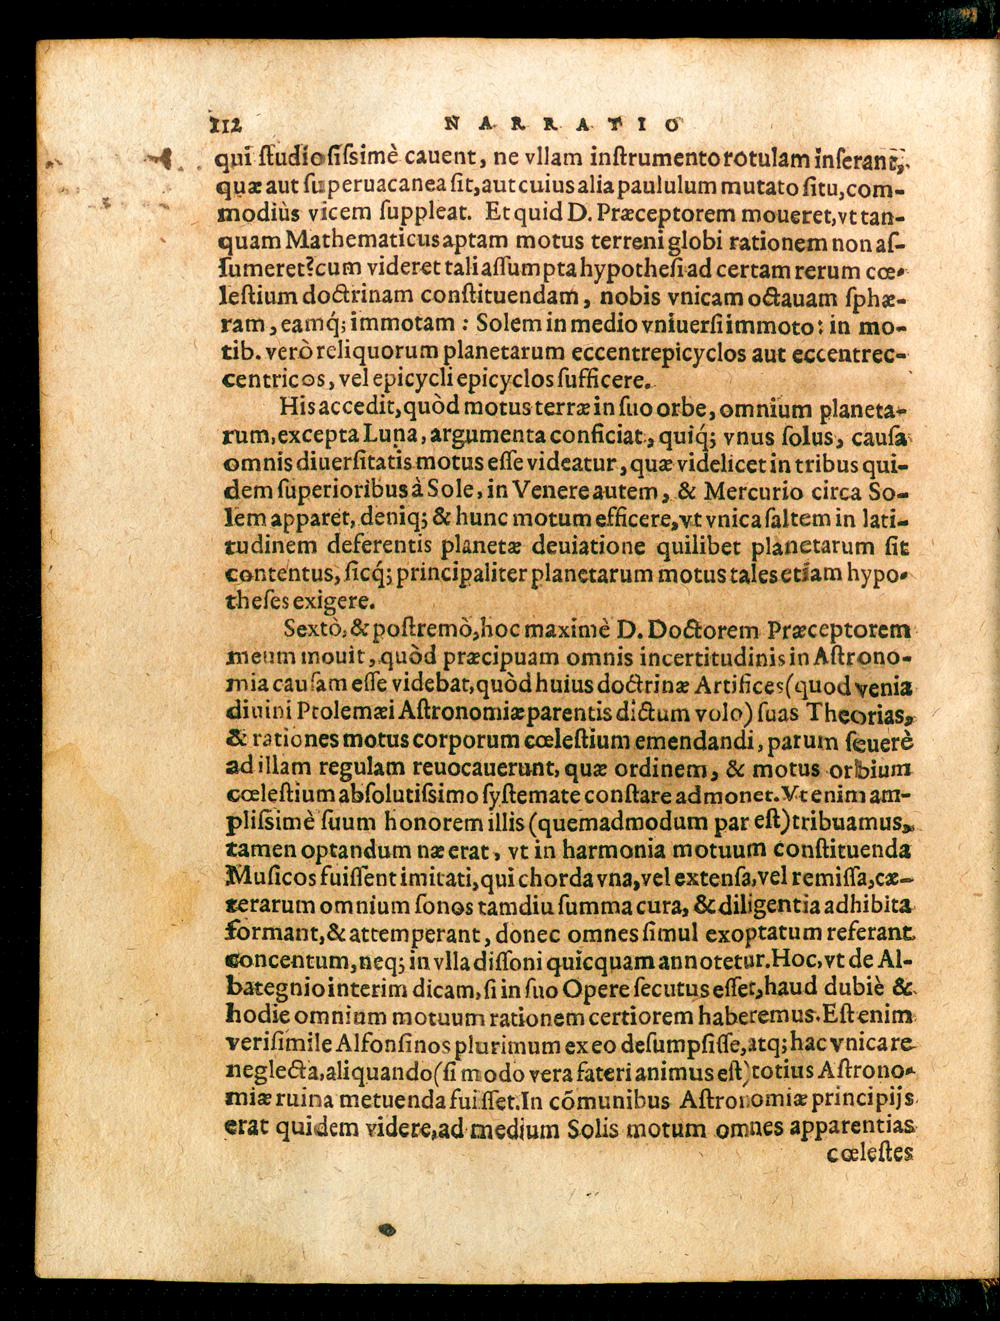 112 NARRATIO
qui ſtudioſiſsimè cauent, ne vllam inſtrumento rotulam inſerant,
quæ aut ſuperuacanea ſit, aut cuius alia paululum mutato ſitu, com-
modiùs vicem ſuppleat. Et quid D. Præceptorem moueret, vt tan-
quam Mathematicus aptam motus terreni globi rationem non aſ-
ſumeret? cum videret tali aſſumpta hypotheſi ad certam rerum cœ-
leſtium doctrinam conſtituendam, nobis vnicam octauam ſphæ-
ram, eamq́; immotam: Solem in medio vniuerſi immoto: in mo-
tib. verò reliquorum planetarum eccentrepicyclos aut eccentrec-
centricos, vel epicycli epicyclos ſufficere.
His accedit, quòd motus terræ in ſuo orbe, omnium planeta-
rum, excepta Luna, argumenta conficiat, quiq́; vnus ſolus, cauſa
omnis diuerſitatis motus eſſe videatur, quæ videlicet in tribus qui-
dem ſuperioribus à Sole, in Venere autem, & Mercurio circa So-
lem apparet, deniq; & hunc motum efficere, vt vnica ſaltem in lati-
tudinem deferentis planetæ deuiatione quilibet planetarum ſit
contentus, ſicq́; principaliter planetarum motus tales etiam hypo-
theſes exigere.
Sextò, & poſtremò, hoc maximè D. Doctorem Præceptorem
meum mouit, quòd præcipuam omnis incertitudinis in Aſtrono-
mia cauſam eſſe videbat, quòd huius doctrinæ Artifices (quod venia
diuini Ptolemæi Aſtronomiæ parentis dictum volo) ſuas Theorias,
& rationes motus corporum cœleſtium emendandi, parum ſeuerè
ad illam regulam reuocauerunt, quæ ordinem, & motus orbium
cœleſtium abſolutiſsimo ſyſtemate conſtare admonet. Vt enim am-
pliſsimè ſuum honorem illis (quemadmodum par eſt) tribuamus,
tamen optandum næ erat, vt in harmonia motuum conſtituenda
Muſicos fuiſſent imitati, qui chorda vna, vel extenſa, vel remiſſa, cæ-
terarum omnium ſonos tamdiu ſumma cura, & diligentia adhibita
formant, & attemperant, donec omnes ſimul exoptatum referant
concentum, neq; in vlla diſſoni quicquam annotetur. Hoc, vt de Al-
bategnio interim dicam, ſi in ſuo Opere ſecutus eſſet, haud dubiè &
hodie omnium motuum rationem certiorem haberemus. Eſt enim
veriſimile Alfonſinos plurimum ex eo deſumpſiſſe, atq; hac vnica re
neglecta, aliquando (ſi modo vera fateri animus eſt) totius Aſtrono-
miæ ruina metuenda fuiſſet. In cõmunibus Aſtronomiæ principijs
erat quidem videre, ad medium Solis motum omnes apparentias
cœleſtes